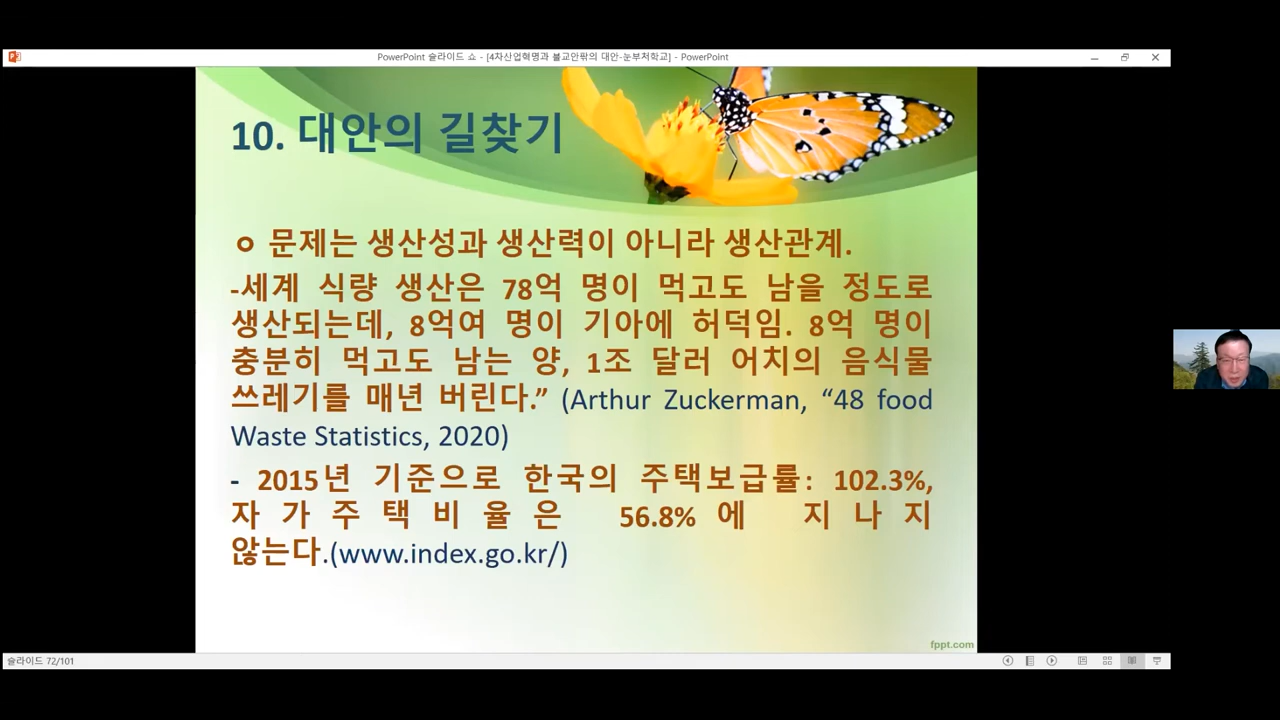 PowerPoint 슬라이드 쇼 - [4차산업혁명과 불교안팎의 대안-눈부처학교] - PowerPoint
10. 대안의 길찾기
ㅇ 문제는 생산성과 생산력이 아니라 생산관계.
-세계 식량 생산은 78억 명이 먹고도 남을 정도로
생산되는데, 8억여 명이 기아에 허덕임. 8억 명이
충분히 먹고도 남는 양, 1조 달러 어치의 음식물
쓰레기를 매년 버린다.” (Arthur Zuckerman, “48 food
Waste Statistics, 2020)
- 2015년 기준으로 한국의 주택보급률: 102.3%,
자가주택비율은 56.8%에 지나지
않는다.(www.index.go.kr/)
fppt.com
슬라이드 72/101